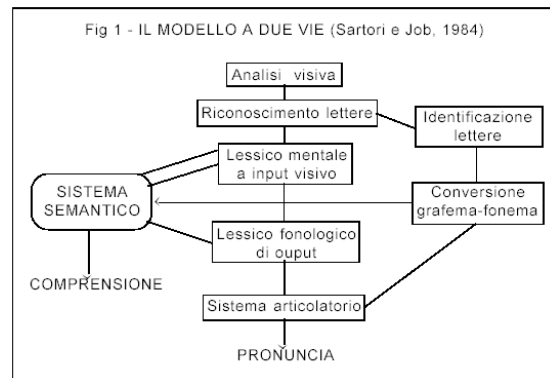 Fig 1 - IL MODELLO A DUE VIE (Sartori e Job, 1984)
Analisi visiva
Riconoscimento lettere
Identificazione
lettere
Lessico mentale
a input visivo
SISTEMA
SEMANTICO
Conversione
grafema-fonema
Lessico fonologico
di ouput
COMPRENSIONE
Sistema articolatorio
PRONUNCIA